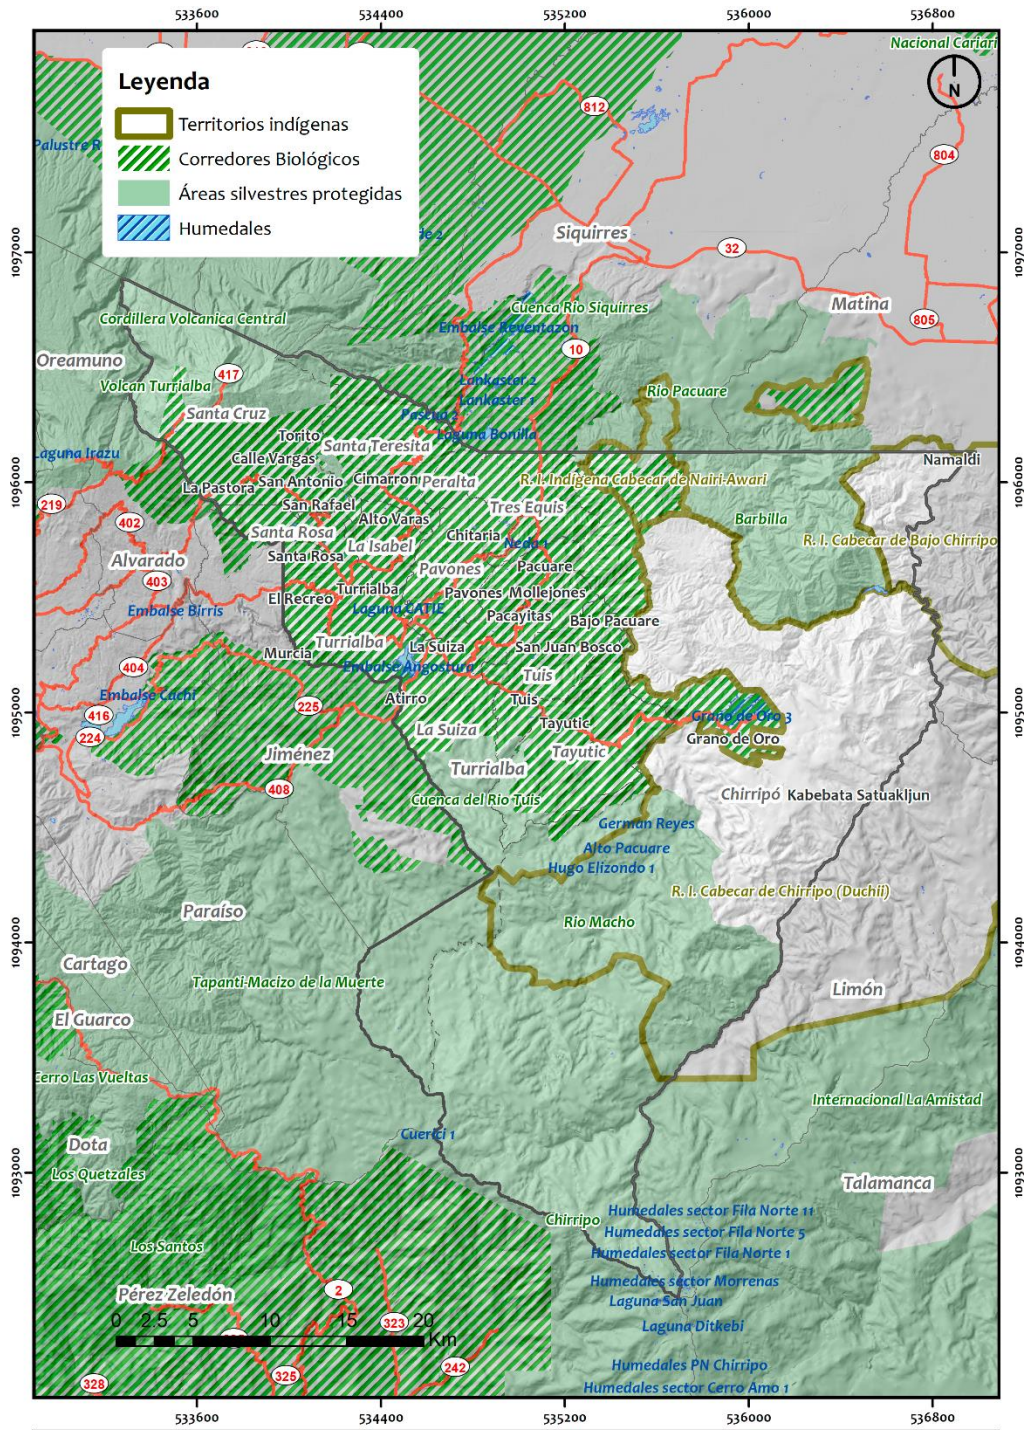 533600 534400 535200 536000 536800
Nacional Cariari
Leyenda
N
Territorios indígenas
Corredores Biológicos
Áreas silvestres protegidas
Humedales
812
804
Palustre R
Siquirres
32
1097000
1097000
Cuenca Rio Siquirres
Matina
Cordillera Volcanica Central
Embalse Reventazon
805
10
Oreamuno
417
Volcan Turrialba
Lankaster 2
Rio Pacuare
Lankaster 1
Santa Cruz
Pascua 2
Torito
Laguna Bonilla
Santa Teresita
Laguna Irazu
Calle Vargas
Namaldi
1096000
1096000
La Pastora
San Antonio
Cimarron
Peralta
R. I. Indígena Cabecar de Nairi-Awari
219
San Rafael
Tres Equis
402
Alto Varas
Barbilla
Santa Rosa
Chitaria
La Isabel
Neda 1
R. I. Cabecar de Bajo Chirripo
Alvarado
Santa Rosa
Pavones
Pacuare
403
Turrialba
El Recreo
Pavones
Mollejones
Embalse Birris
Laguna CATIE
Pacayitas
Bajo Pacuare
Turrialba
Murcia
La Suiza
San Juan Bosco
404
Embalse Angostura
Tuis
Embalse Cachi
Atirro
Tuis
225
1095000
1095000
416
Grano de Oro 3
Tayutic
224
La Suiza
Grano de Oro
Jiménez
Tayutic
Turrialba
408
Chirripó
Kabebata Satuakljun
Cuenca del Rio Tuis
German Reyes
Alto Pacuare
Hugo Elizondo 1
R. I. Cabecar de Chirripo (Duchii)
Paraíso
Rio Macho
1094000
1094000
Cartago
Tapanti-Macizo de la Muerte
Limón
El Guarco
Cerro Las Vueltas
Internacional La Amistad
Cuerici 1
Dota
Los Quetzales
1093000
1093000
Talamanca
Humedales sector Fila Norte 11
Chirripo
Humedales sector Fila Norte 5
Los Santos
Humedales sector Fila Norte 1
Humedales sector Morrenas
Pérez Zeledón
2
Laguna San Juan
0 2.5 5 10 15 20
Km
323
Laguna Ditkebi
242
Humedales PN Chirripo
325
328
Humedales sector Cerro Amo 1
533600 534400 535200 536000 536800